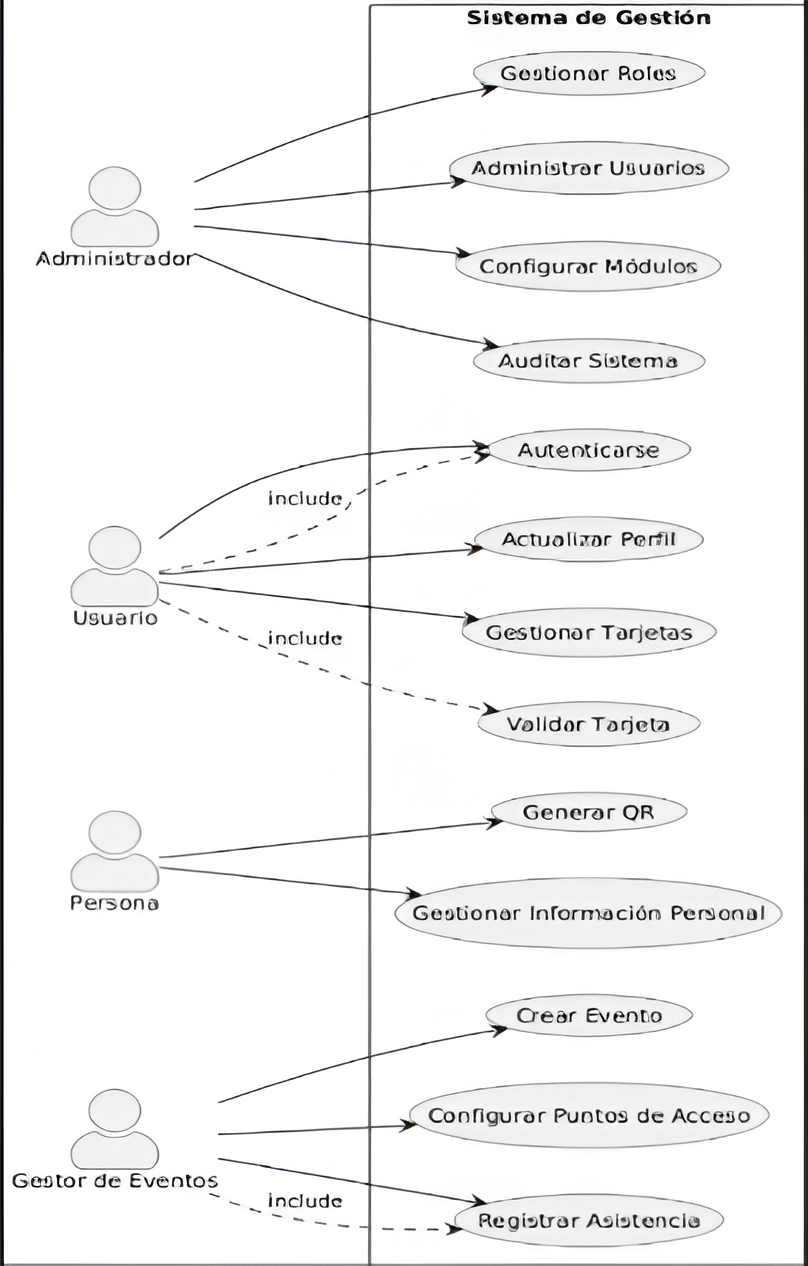 Sistema de Gestión
Gestionar Roles
Administrar Usuarios
Administrador
Configurar Módulos
Auditar Sistema
Autenticarse
include
Actualizar Perfil
Usuario
Gestionar Tarjetas
include
Validar Tarjeta
Generar QR
Persona
Gestionar Información Personal
Crear Evento
Configurar Puntos de Acceso
Gestor de Eventos
include
Registrar Asistencia